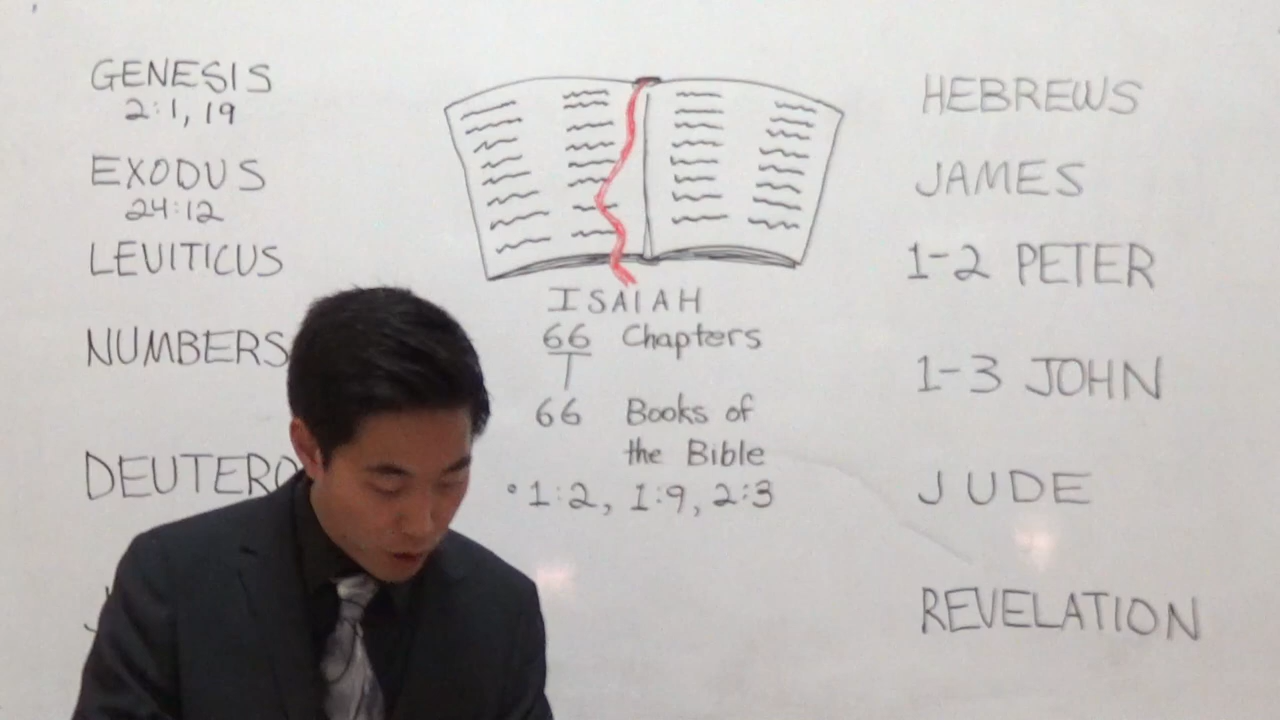 GENESIS
2:1, 19
EXODUS
24:12
LEVITICUS
NUMBERS
DEUTERO
ISAIAH
66 Chapters
66 Books of
the Bible
• 1:2, 1:9, 2:3
HEBREWS
JAMES
1-2 PETER
1-3 JOHN
JUDE
REVELATION